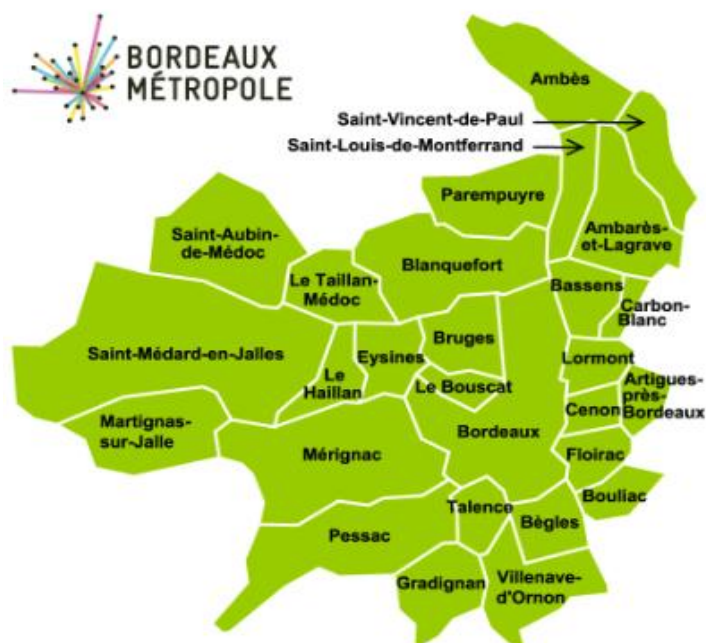 BORDEAUX
MÉTROPOLE
Ambès
Saint-Vincent-de-Paul
Saint-Louis-de-Montferrand
Parempuyre
Saint-Aubin-
de-Médoc
Ambarès-
et-Lagrave
Blanquefort
Le Taillan-
Médoc
Bassens
Carbon-
Blanc
Bruges
Saint-Médard-en-Jalles
Eysines
Lormont
Le
Haillan
Le Bouscat
Artigues-
près-
Bordeaux
Cenon
Martignas-
sur-Jalle
Bordeaux
Mérignac
Floirac
Bouliac
Talence
Bègles
Pessac
Gradignan
Villenave-
d'Ornon